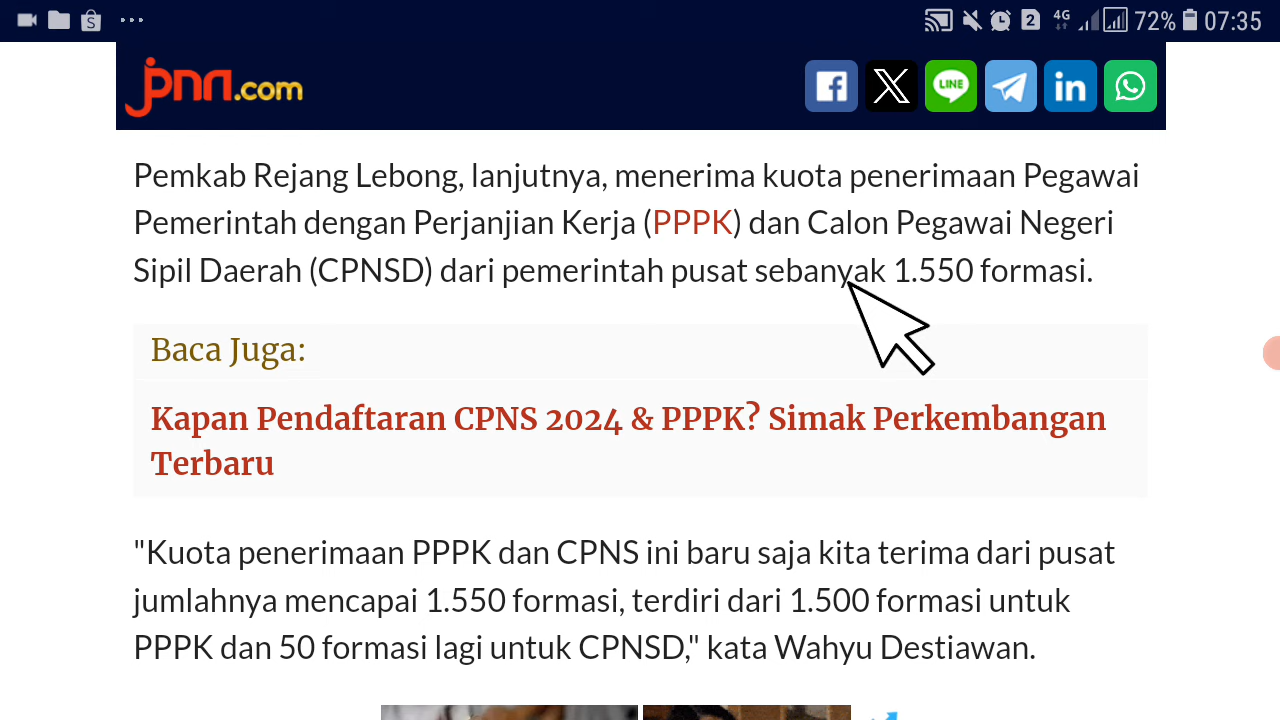 4G 72% 07:35
jpnn.com
LINE
Pemkab Rejang Lebong, lanjutnya, menerima kuota penerimaan Pegawai
Pemerintah dengan Perjanjian Kerja (PPPK) dan Calon Pegawai Negeri
Sipil Daerah (CPNSD) dari pemerintah pusat sebanyak 1.550 formasi.
Baca Juga:
Kapan Pendaftaran CPNS 2024 & PPPK? Simak Perkembangan
Terbaru
"Kuota penerimaan PPPK dan CPNS ini baru saja kita terima dari pusat
jumlahnya mencapai 1.550 formasi, terdiri dari 1.500 formasi untuk
PPPK dan 50 formasi lagi untuk CPNSD," kata Wahyu Destiawan.